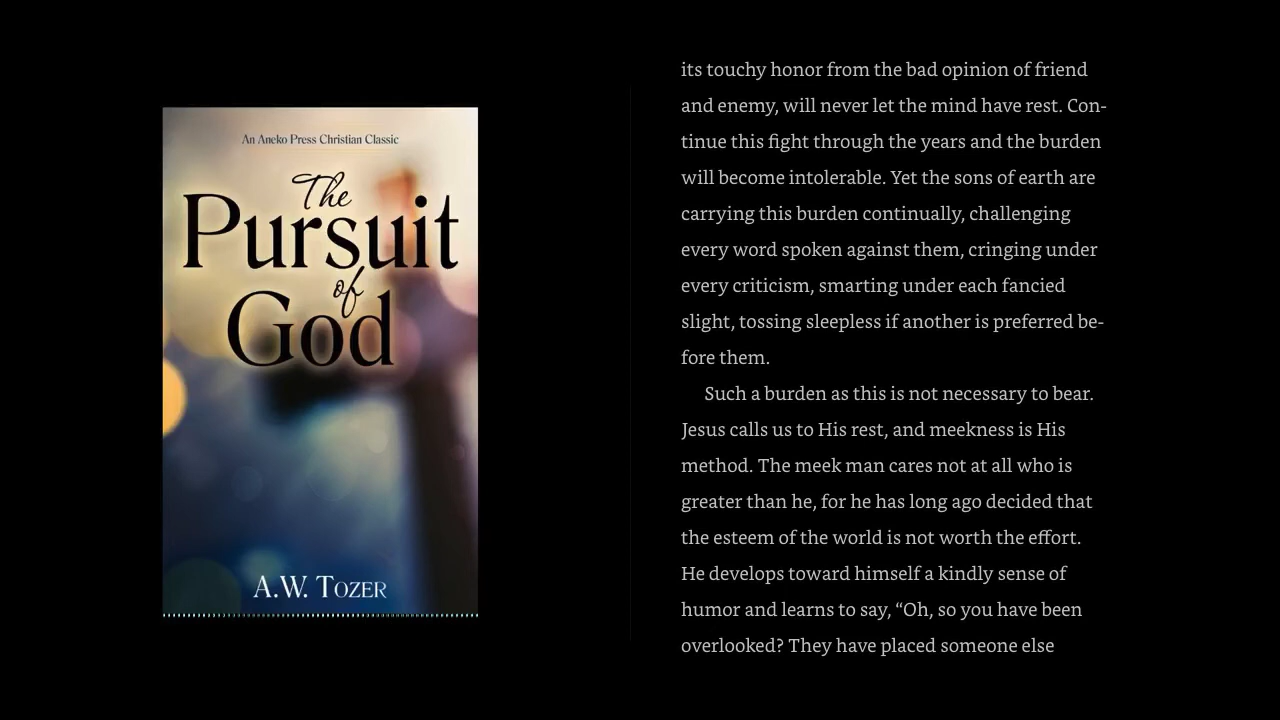 An Aneko Press Christian Classic
The
Pursuit
of
God
A.W. Tozer
its touchy honor from the bad opinion of friend
and enemy, will never let the mind have rest. Con-
tinue this fight through the years and the burden
will become intolerable. Yet the sons of earth are
carrying this burden continually, challenging
every word spoken against them, cringing under
every criticism, smarting under each fancied
slight, tossing sleepless if another is preferred be-
fore them.
Such a burden as this is not necessary to bear.
Jesus calls us to His rest, and meekness is His
method. The meek man cares not at all who is
greater than he, for he has long ago decided that
the esteem of the world is not worth the effort.
He develops toward himself a kindly sense of
humor and learns to say, “Oh, so you have been
overlooked? They have placed someone else